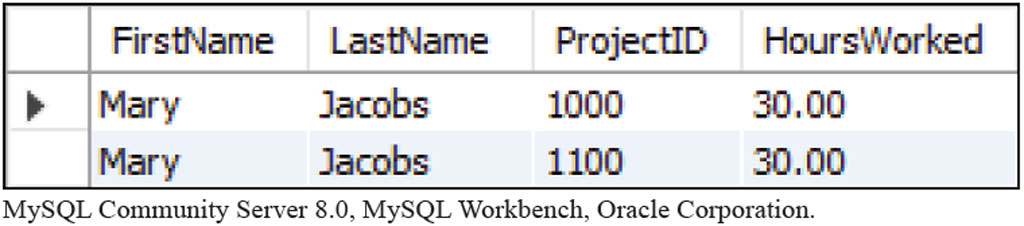 FirstName LastName ProjectID HoursWorked
Mary Jacobs 1000 30.00
Mary Jacobs 1100 30.00
MySQL Community Server 8.0, MySQL Workbench, Oracle Corporation.